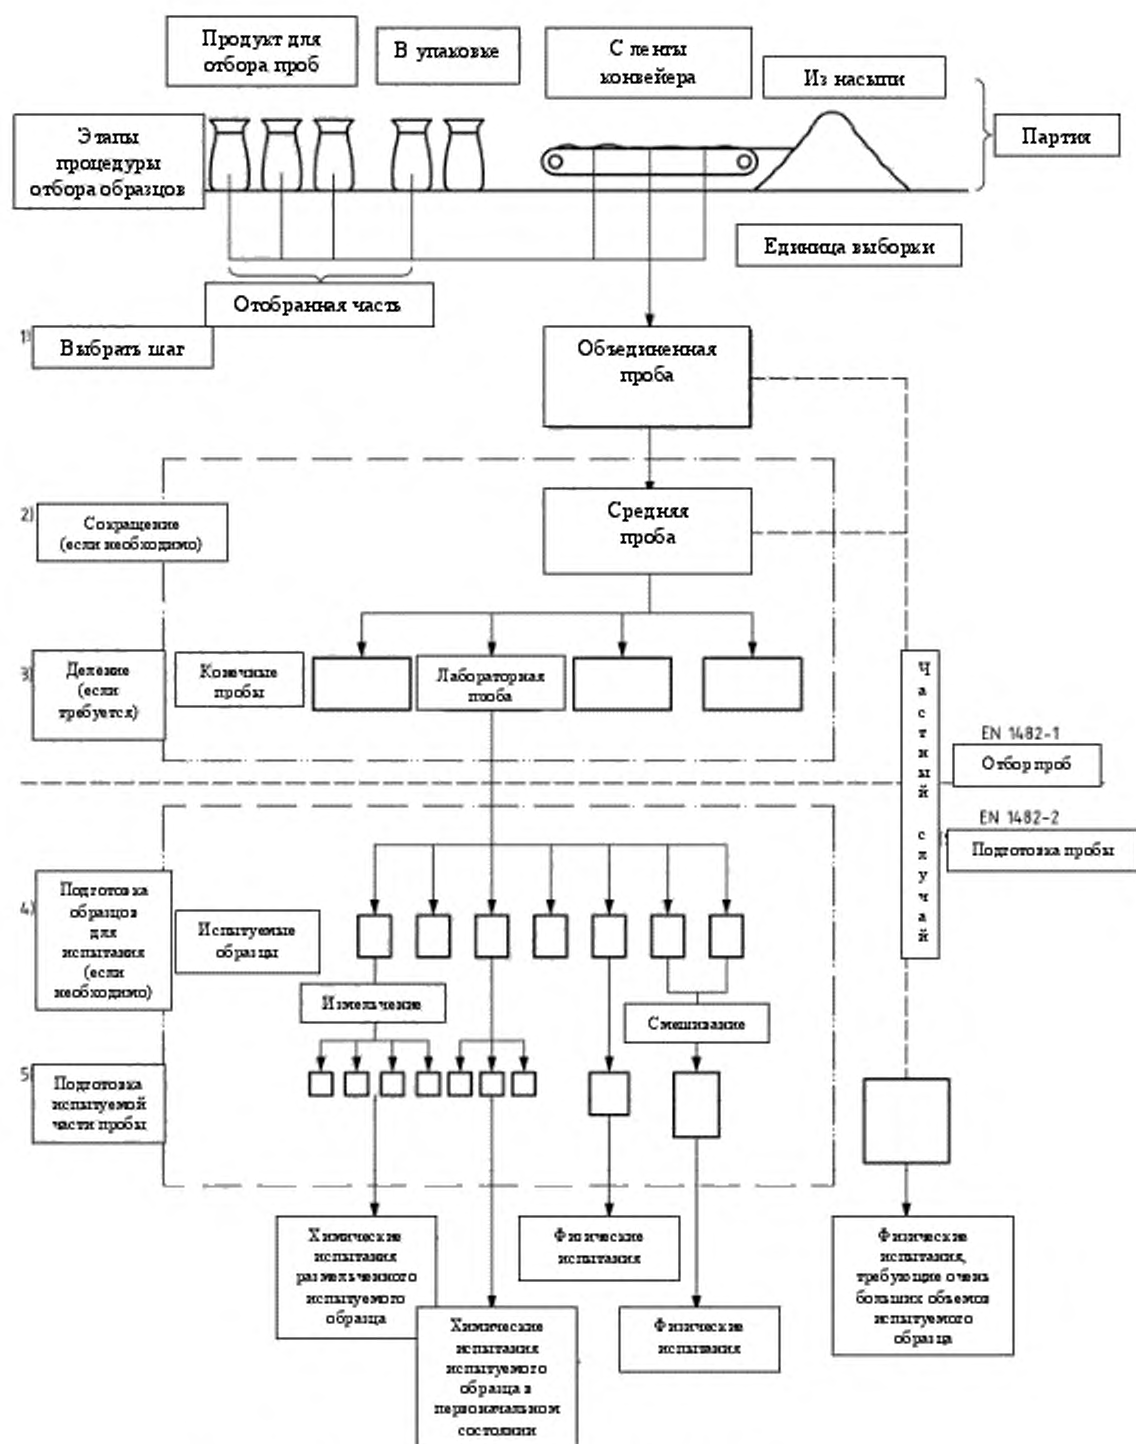 Продукт для
отбора проб
В упаковке
С ленты
конвейера
Из насыпи
Партия
Этапы
процедуры
отбора образцов
Единица выборки
Отобранная часть
1)
Выбрать шаг
Объединенная
проба
2)
Сокращение
(если необходимо)
Средняя
проба
3)
Деление
(если
требуется)
Конечные
пробы
Лабораторная
проба
Частный случай
EN 1482-1
Отбор проб
EN 1482-2
Подготовка пробы
4)
Подготовка
образцов
для
испытания
(если
необходимо)
Испытуемые
образцы
Измельчение
Смешивание
5)
Подготовка
испытуемой
части пробы
Химические
испытания
размельченного
испытуемого
образца
Химические
испытания
испытуемого
образца в
первоначальном
состоянии
Физические
испытания
Физические
испытания
Физические
испытания,
требующие очень
больших объемов
испытуемого
образца